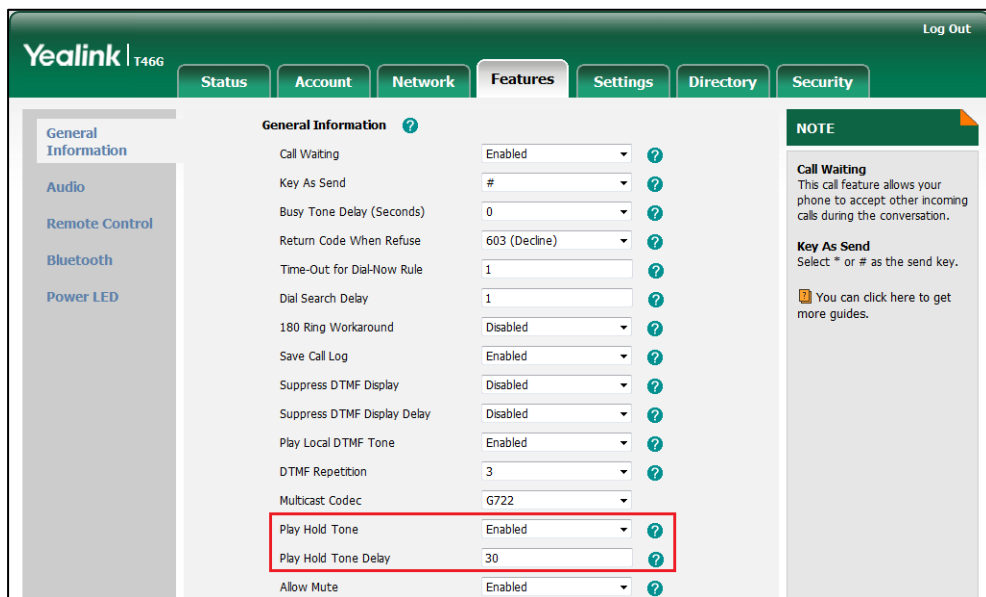 Log Out
Yealink T46G
Status Account Network Features Settings Directory Security
General
Information
Audio
Remote Control
Bluetooth
Power LED
General Information ?
Call Waiting Enabled ?
Key As Send # ?
Busy Tone Delay (Seconds) 0 ?
Return Code When Refuse 603 (Decline) ?
Time-Out for Dial-Now Rule 1 ?
Dial Search Delay 1 ?
180 Ring Workaround Disabled ?
Save Call Log Enabled ?
Suppress DTMF Display Disabled ?
Suppress DTMF Display Delay Disabled ?
Play Local DTMF Tone Enabled ?
DTMF Repetition 3 ?
Multicast Codec G722
Play Hold Tone Enabled ?
Play Hold Tone Delay 30 ?
Allow Mute Enabled ?
NOTE
Call Waiting
This call feature allows your
phone to accept other incoming
calls during the conversation.
Key As Send
Select * or # as the send key.
? You can click here to get
more guides.